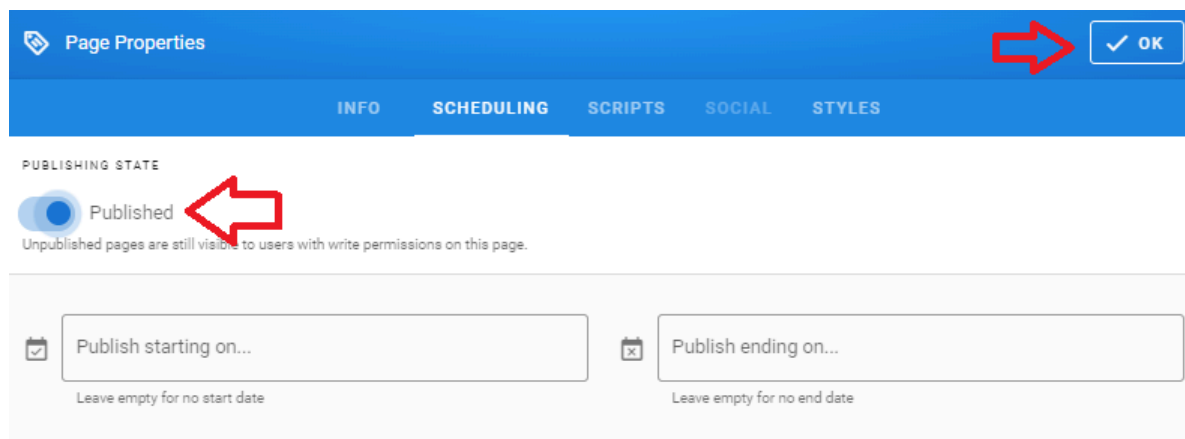 Page Properties
OK
INFO SCHEDULING SCRIPTS SOCIAL STYLES
PUBLISHING STATE
Published
Unpublished pages are still visible to users with write permissions on this page.
Publish starting on... Publish ending on...
Leave empty for no start date Leave empty for no end date